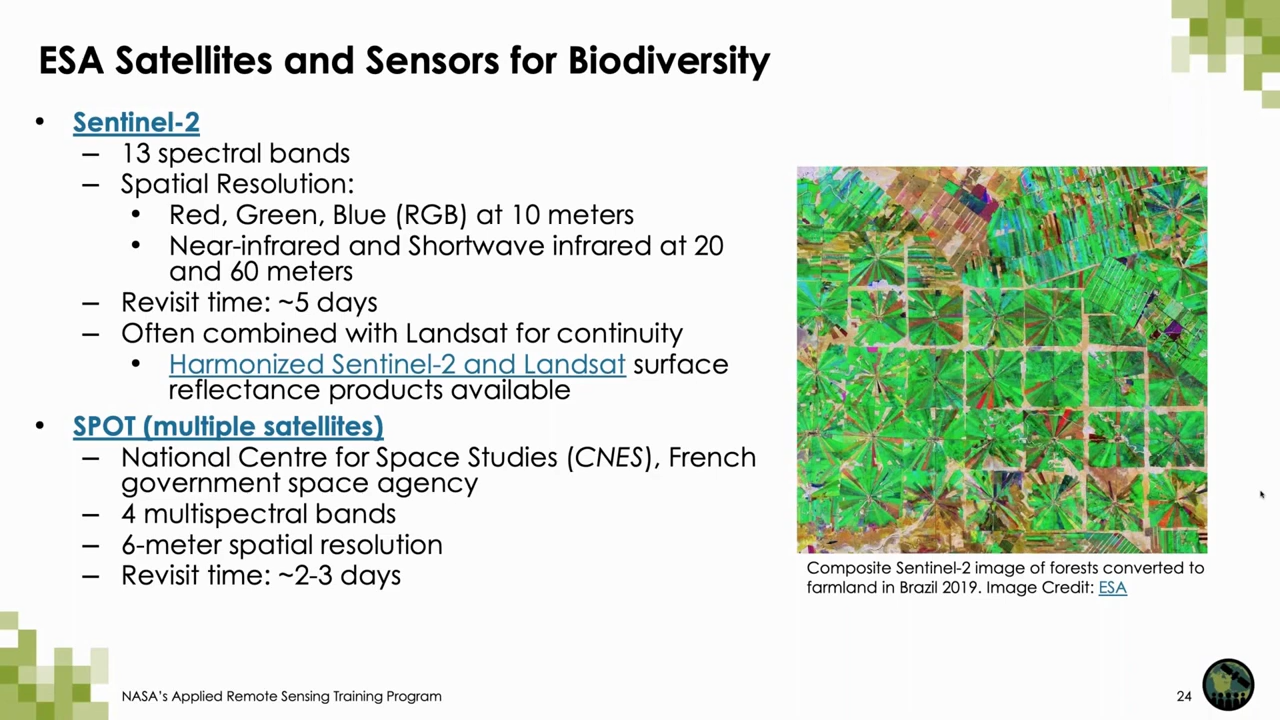 ESA Satellites and Sensors for Biodiversity
• Sentinel-2
– 13 spectral bands
– Spatial Resolution:
• Red, Green, Blue (RGB) at 10 meters
• Near-infrared and Shortwave infrared at 20
and 60 meters
– Revisit time: ~5 days
– Often combined with Landsat for continuity
• Harmonized Sentinel-2 and Landsat surface
reflectance products available
• SPOT (multiple satellites)
– National Centre for Space Studies (CNES), French
government space agency
– 4 multispectral bands
– 6-meter spatial resolution
– Revisit time: ~2-3 days
Composite Sentinel-2 image of forests converted to
farmland in Brazil 2019. Image Credit: ESA
NASA's Applied Remote Sensing Training Program
24